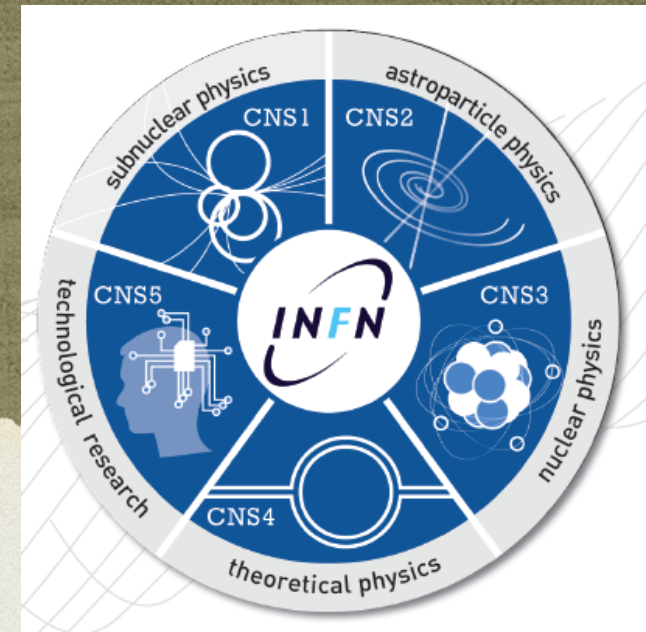 subnuclear physics
astroparticle physics
CNS1
CNS2
CNS5
CNS3
INFN
technological research
nuclear physics
CNS4
theoretical physics